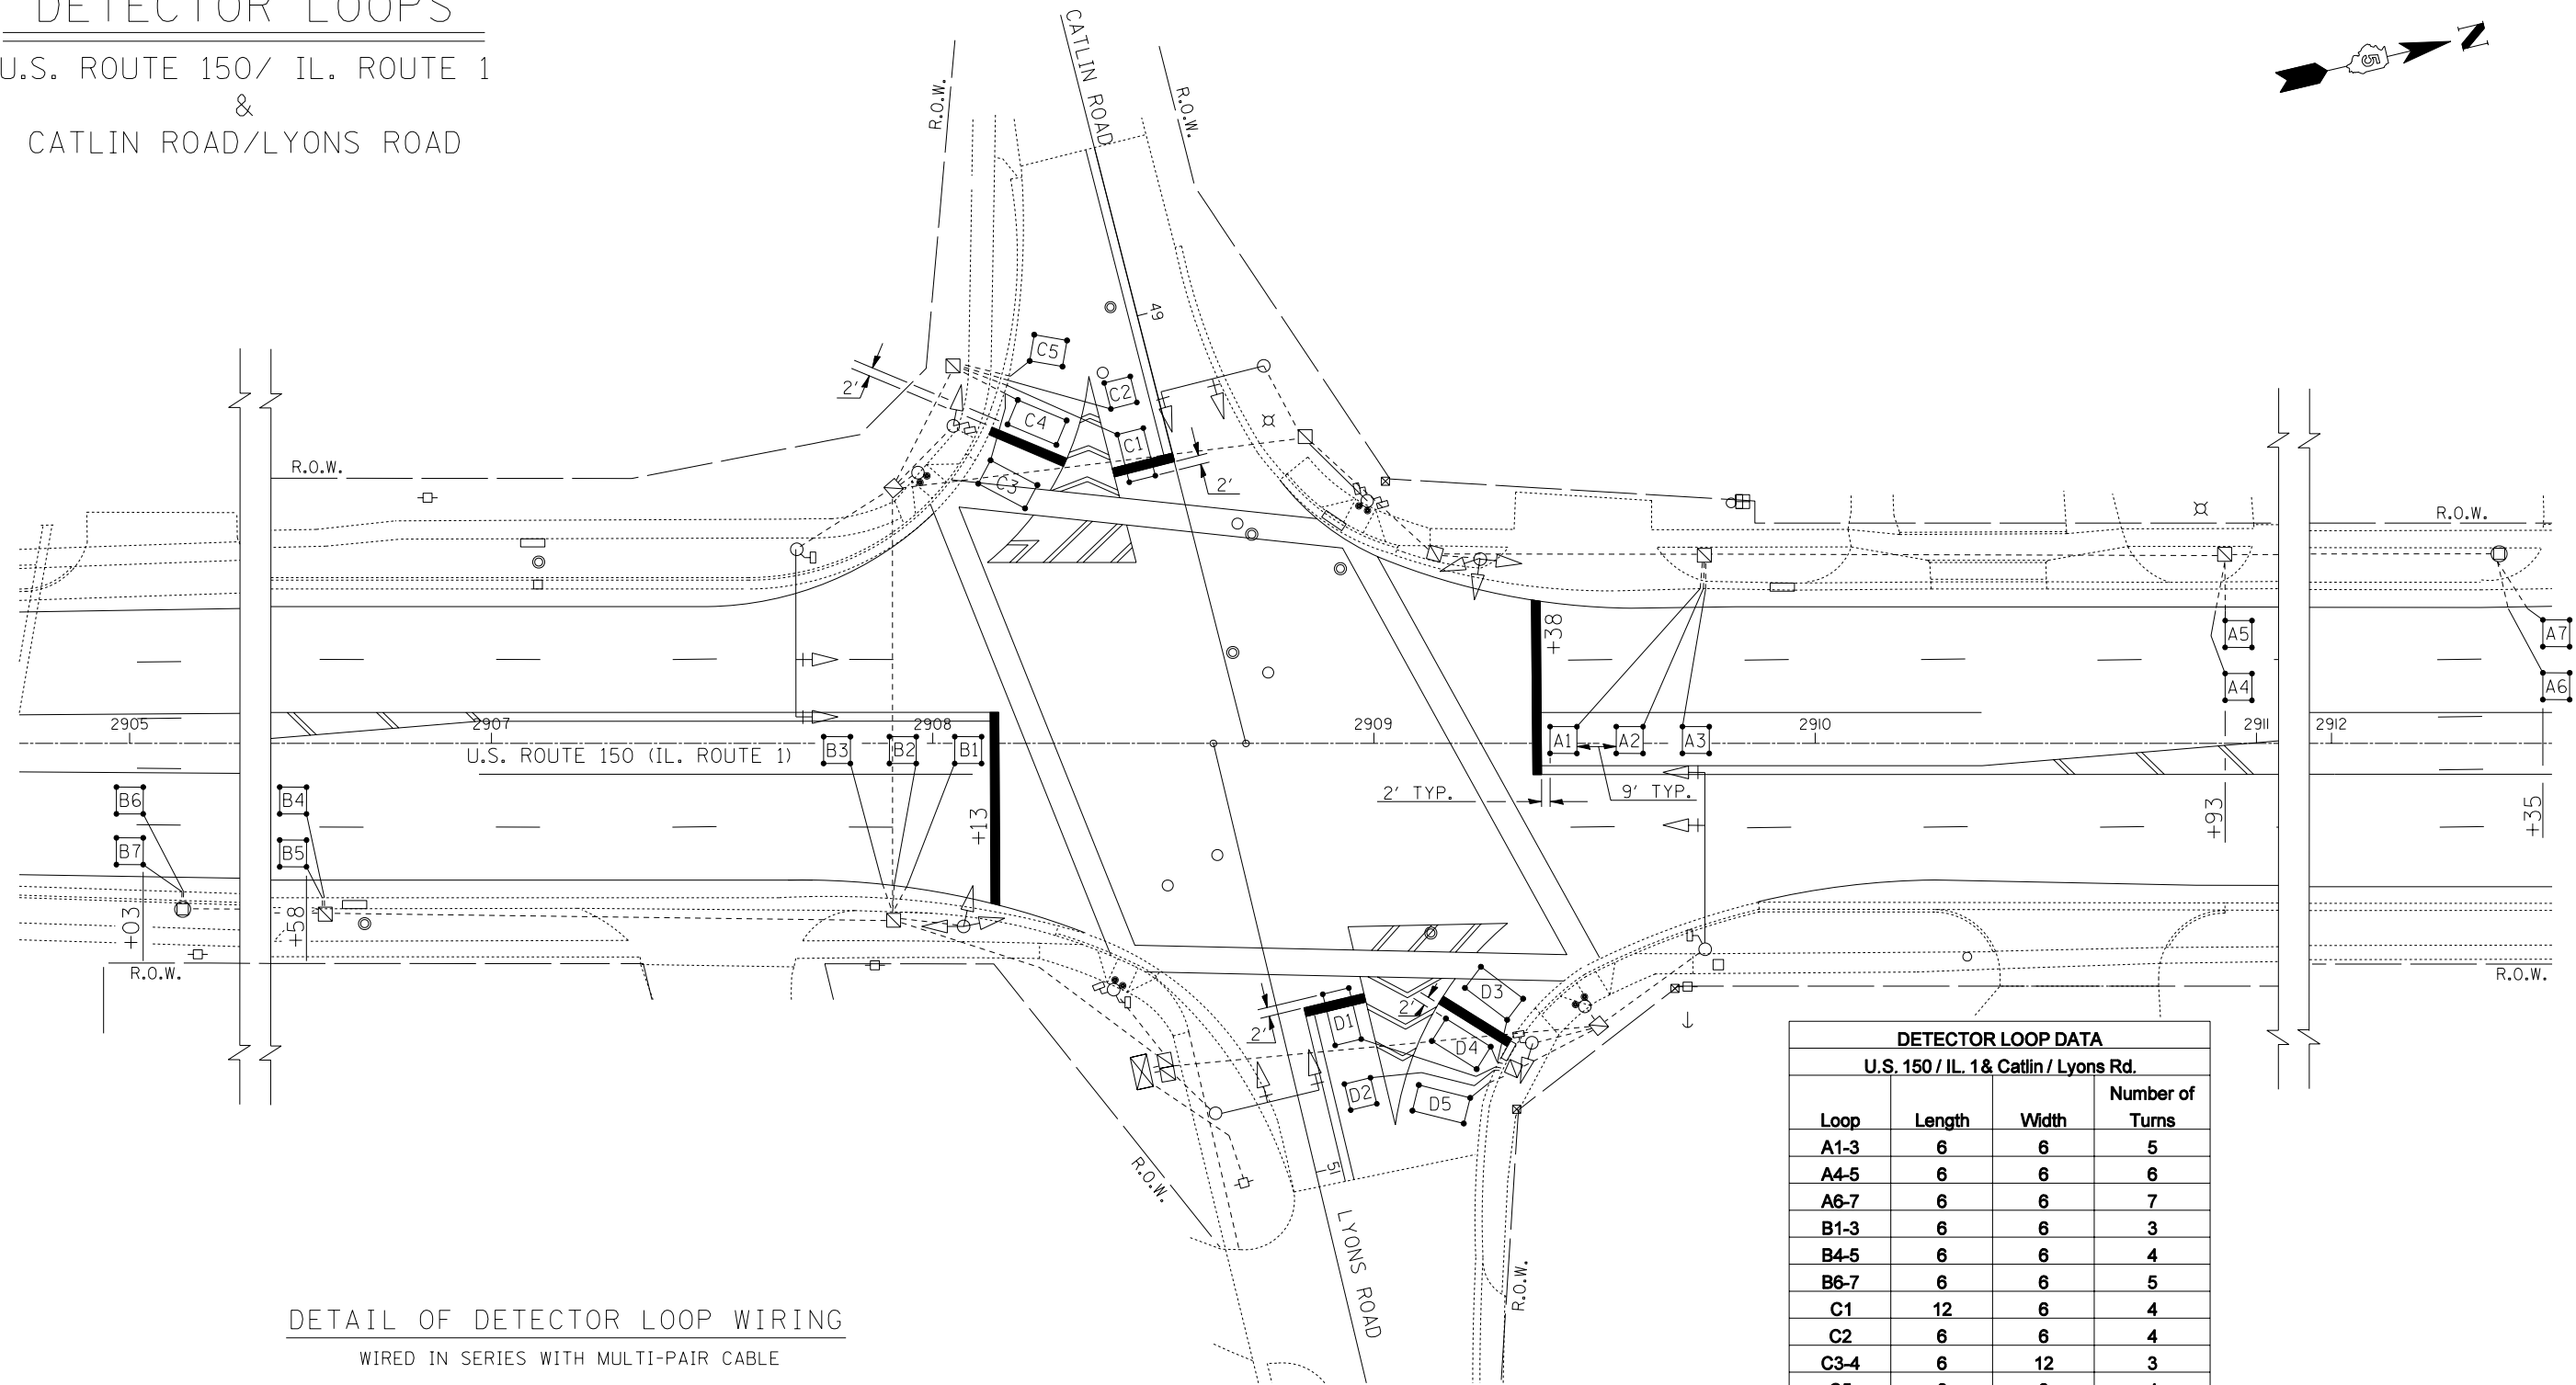 DETECTOR LOOPS
U.S. ROUTE 150/ IL. ROUTE 1
&
CATLIN ROAD/LYONS ROAD
N
5
CATLIN ROAD
R.O.W.
R.O.W.
49
2'
C5
C2
C4
C1
C3
2'
R.O.W.
R.O.W.
+38
A5
A7
A4
A6
2905
2907
2908
2909
2910
2911
2912
U.S. ROUTE 150 (IL. ROUTE 1)
B3
B2
B1
A1
A2
A3
2' TYP.
9' TYP.
B6
B4
B7
B5
+13
+93
+35
+03
+58
R.O.W.
R.O.W.
D3
2'
D1
2'
D4
D2
D5
51
R.O.W.
LYONS ROAD
R.O.W.
DETECTOR LOOP DATA
U.S. 150 / IL. 1 & Catlin / Lyons Rd.
Loop Length Width Number of Turns
A1-3 6 6 5
A4-5 6 6 6
A6-7 6 6 7
B1-3 6 6 3
B4-5 6 6 4
B6-7 6 6 5
C1 12 6 4
C2 6 6 4
C3-4 6 12 3
DETAIL OF DETECTOR LOOP WIRING
WIRED IN SERIES WITH MULTI-PAIR CABLE